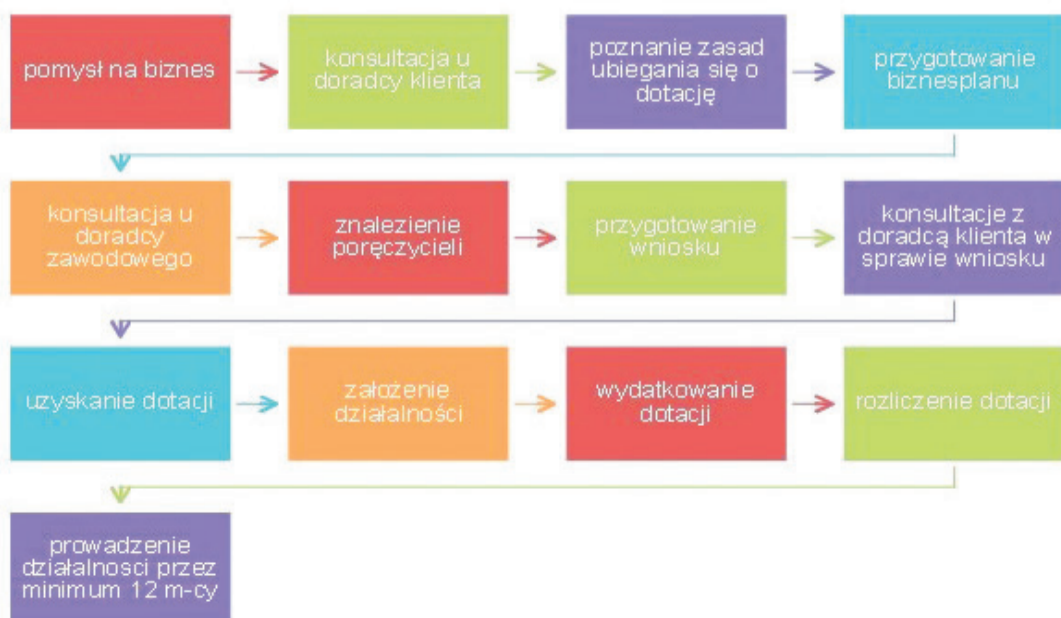 pomysł na biznes
konsultacja u
doradcy klienta
poznanie zasad
ubiegania się o
dotację
przygotowanie
biznesplanu
konsultacja u
doradcy
zawodowego
znalezienie
poręczycieli
przygotowanie
wniosku
konsultacje z
doradcą klienta w
sprawie wniosku
uzyskanie dotacji
założenie
działalności
wydatkowanie
dotacji
rozliczenie dotacji
prowadzenie
działalnosci przez
minimum 12 m-cy